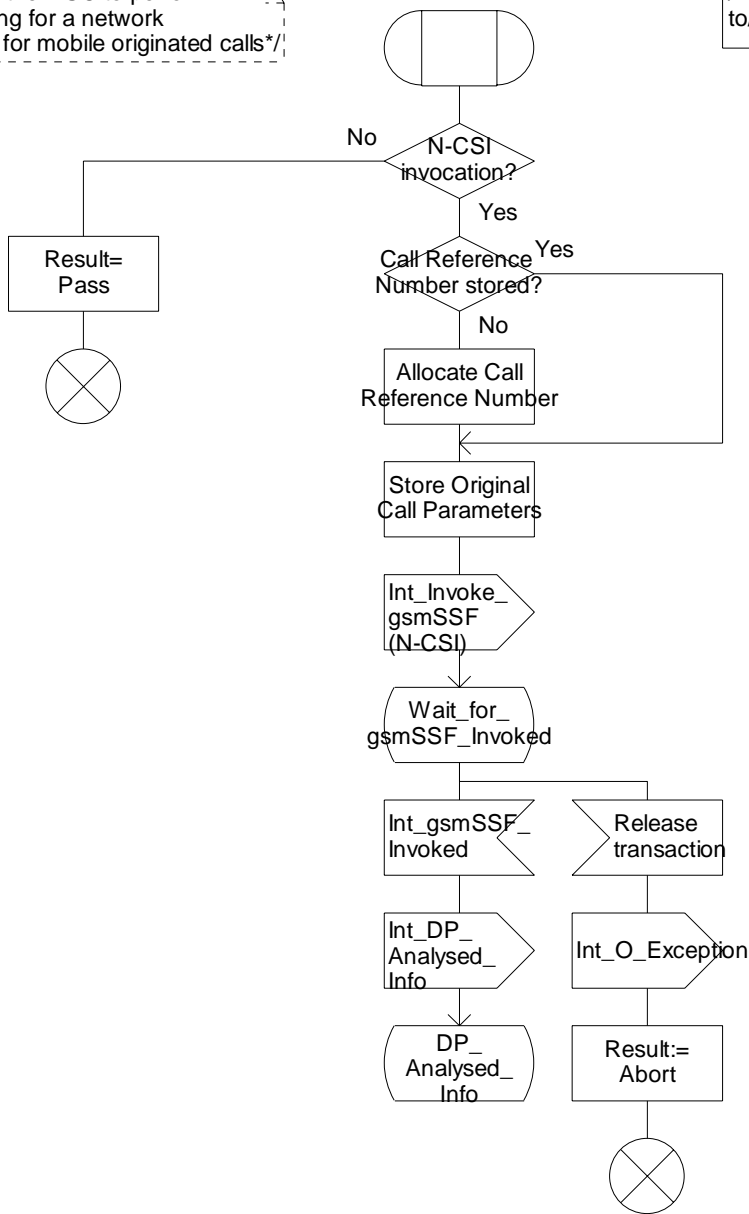 ng for a network
for mobile originated calls*/
to/
No
N-CSI
invocation?
Yes
Result=
Pass
Call Reference
Number stored?
Yes
No
Allocate Call
Reference Number
Store Original
Call Parameters
Int_Invoke_
gsmSSF
(N-CSI)
Wait_for_
gsmSSF_Invoked
Int_gsmSSF_
Invoked
Release
transaction
Int_DP_
Analysed_
Info
Int_O_Exception
DP_
Analysed_
Info
Result:=
Abort